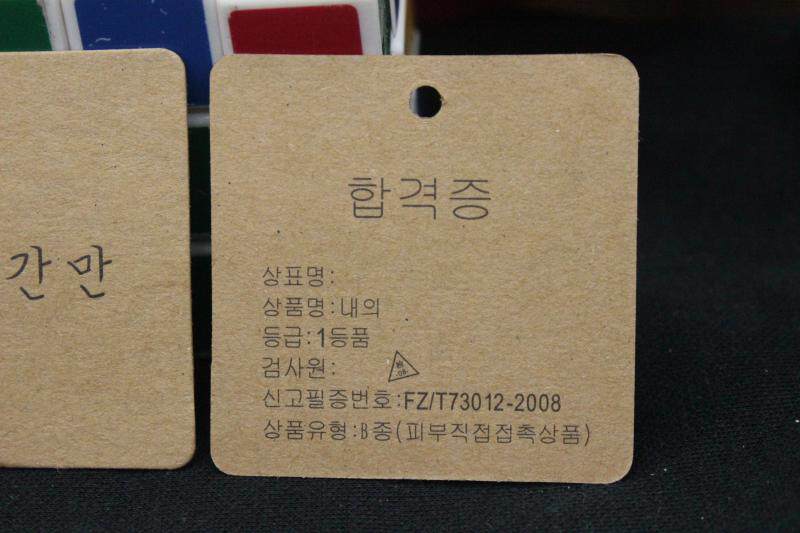 간만
합격증
상표명:
상품명:내의
등급:1등품
검사원:
신고필증번호:FZ/T73012-2008
상품유형:B종(피부직접접촉상품)